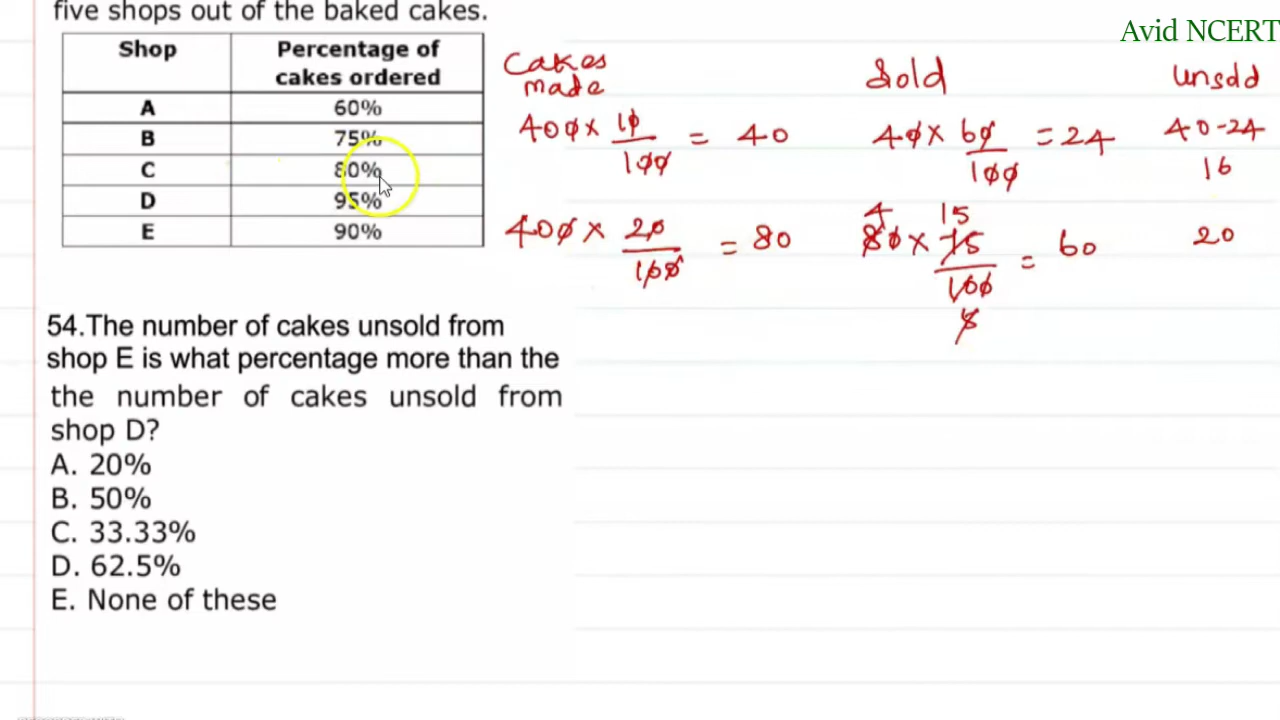 five shops out of the baked cakes.
Avid NCERT
Shop Percentage of cakes ordered
A 60%
B 75%
C 80%
D 95%
E 90%
Cakes made Sold unsold
400 × 10/100 = 40 40 × 60/100 = 24 40-24
16
400 × 20/100 = 80 4 15
80 × 75/100 = 60 20
5
54.The number of cakes unsold from
shop E is what percentage more than the
the number of cakes unsold from
shop D?
A. 20%
B. 50%
C. 33.33%
D. 62.5%
E. None of these